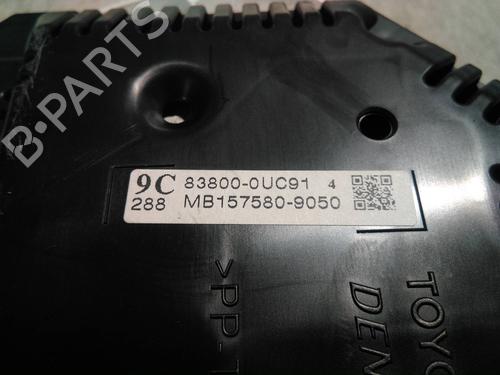 B-PARTS
9C 83800-0UC91 4
288 MB157580-9050
>PP-T
TOYO
DEN